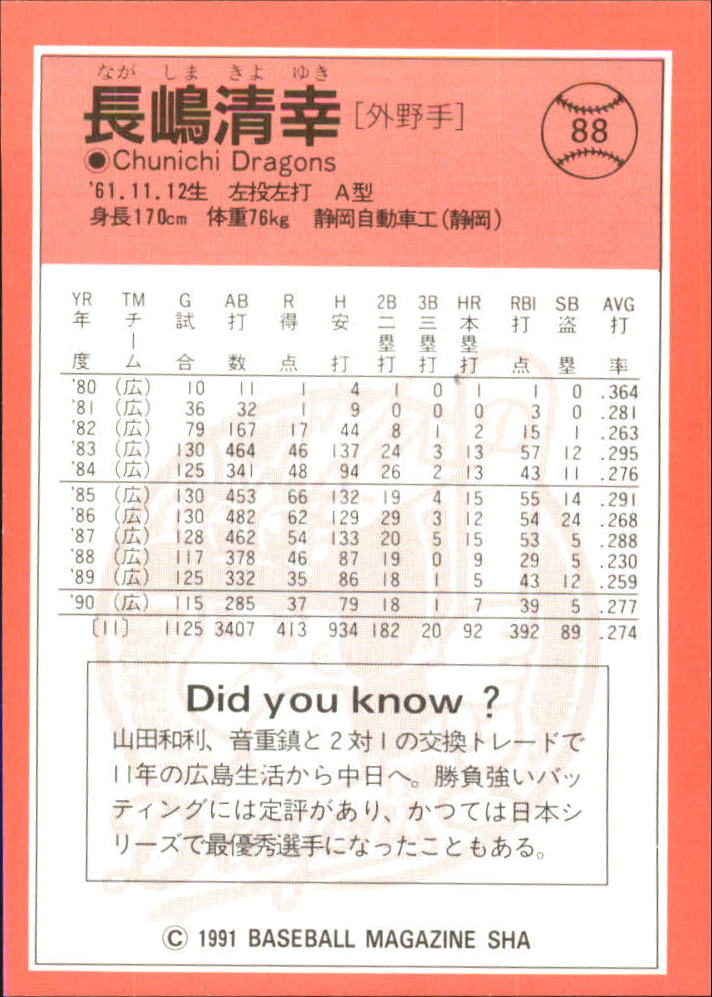 なが しま きよ ゆき
長嶋清幸 [外野手]
88
◉Chunichi Dragons
'61.11.12生 左投左打 A型
身長170cm 体重76kg 静岡自動車工(静岡)
YR TM G AB R H 2B 3B HR RBI SB AVG
年度 チーム 試合 打数 得点 安打 二塁打 三塁打 本塁打 打点 盗塁 打率
'80 (広) 10 11 1 4 1 0 1 1 0 .364
'81 (広) 36 32 1 9 0 0 0 3 0 .281
'82 (広) 79 167 17 44 8 1 2 15 1 .263
'83 (広) 130 464 46 137 24 3 13 57 12 .295
'84 (広) 125 341 48 94 26 2 13 43 11 .276
'85 (広) 130 453 66 132 19 4 15 55 14 .291
'86 (広) 130 482 62 129 29 3 12 54 24 .268
'87 (広) 128 462 54 133 20 5 15 53 5 .288
'88 (広) 117 378 46 87 19 0 9 29 5 .230
'89 (広) 125 332 35 86 18 1 5 43 12 .259
'90 (広) 115 285 37 79 18 1 7 39 5 .277
〔11〕 1125 3407 413 934 182 20 92 392 89 .274
Did you know ?
山田和利、音重鎮と2対1の交換トレードで
11年の広島生活から中日へ。勝負強いバッ
ティングには定評があり、かつては日本シ
リーズで最優秀選手になったこともある。
© 1991 BASEBALL MAGAZINE SHA